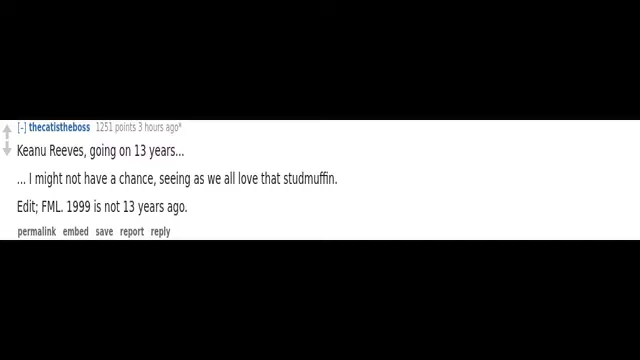 [-] thecatistheboss 1251 points 3 hours ago*
Keanu Reeves, going on 13 years...
... I might not have a chance, seeing as we all love that studmuffin.
Edit; FML. 1999 is not 13 years ago.
permalink embed save report reply